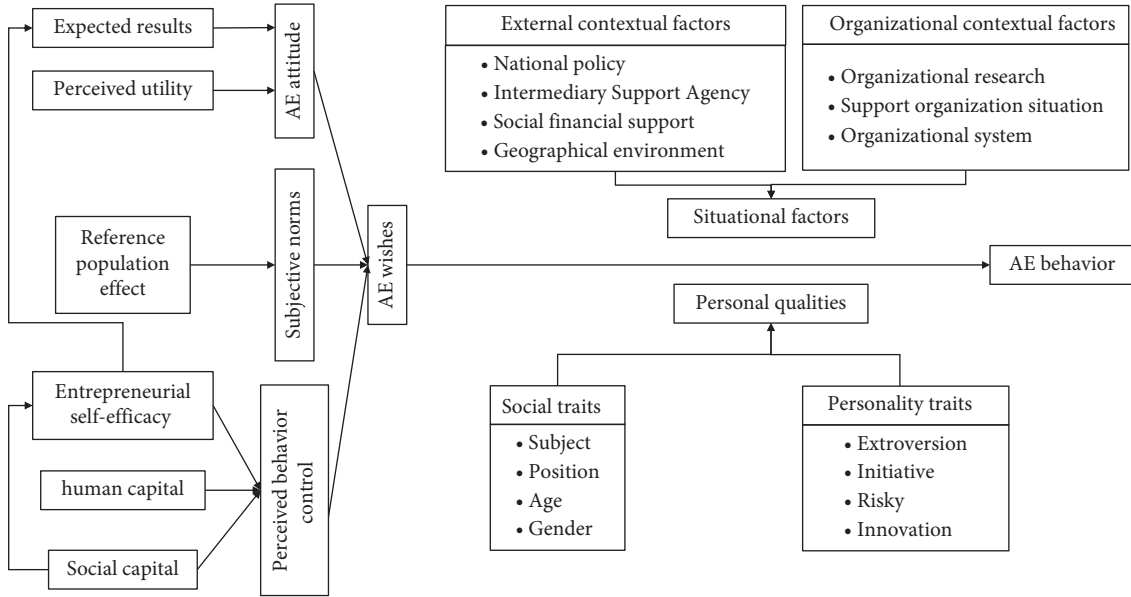 Expected results
Perceived utility
AE attitude
Reference
population
effect
Subjective norms
Entrepreneurial
self-efficacy
human capital
Social capital
Perceived behavior
control
AE wishes
External contextual factors
• National policy
• Intermediary Support Agency
• Social financial support
• Geographical environment
Organizational contextual factors
• Organizational research
• Support organization situation
• Organizational system
Situational factors
AE behavior
Personal qualities
Social traits
• Subject
• Position
• Age
• Gender
Personality traits
• Extroversion
• Initiative
• Risky
• Innovation